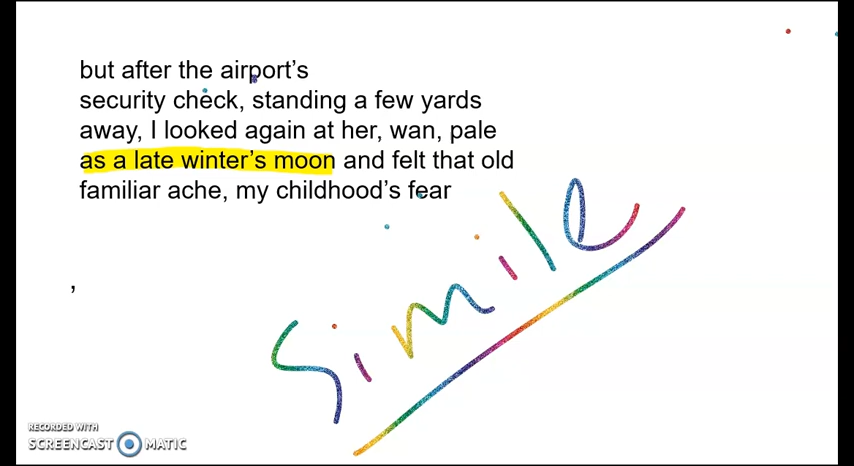 but after the airport’s
security check, standing a few yards
away, I looked again at her, wan, pale
as a late winter’s moon and felt that old
familiar ache, my childhood’s fear
,
Simile
RECORDED WITH
SCREENCAST MATIC